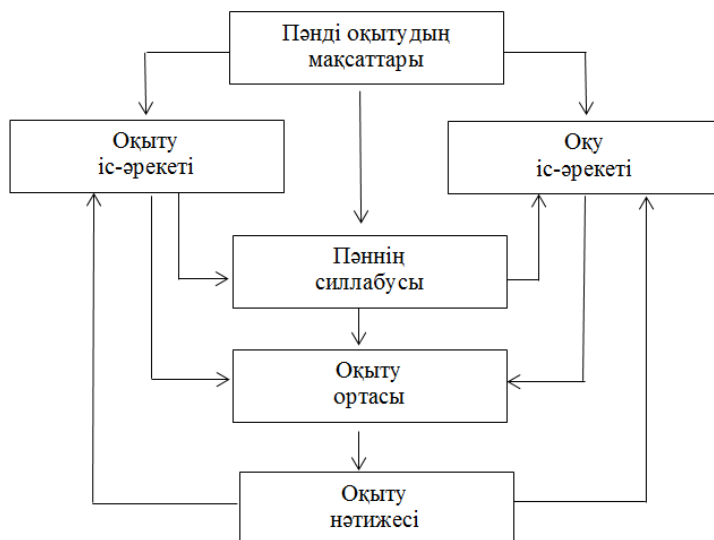 Пәнді оқытудың
мақсаттары
Оқыту
іс-әрекеті
Оқу
іс-әрекеті
Пәннің
силлабусы
Оқыту
ортасы
Оқыту
нәтижесі